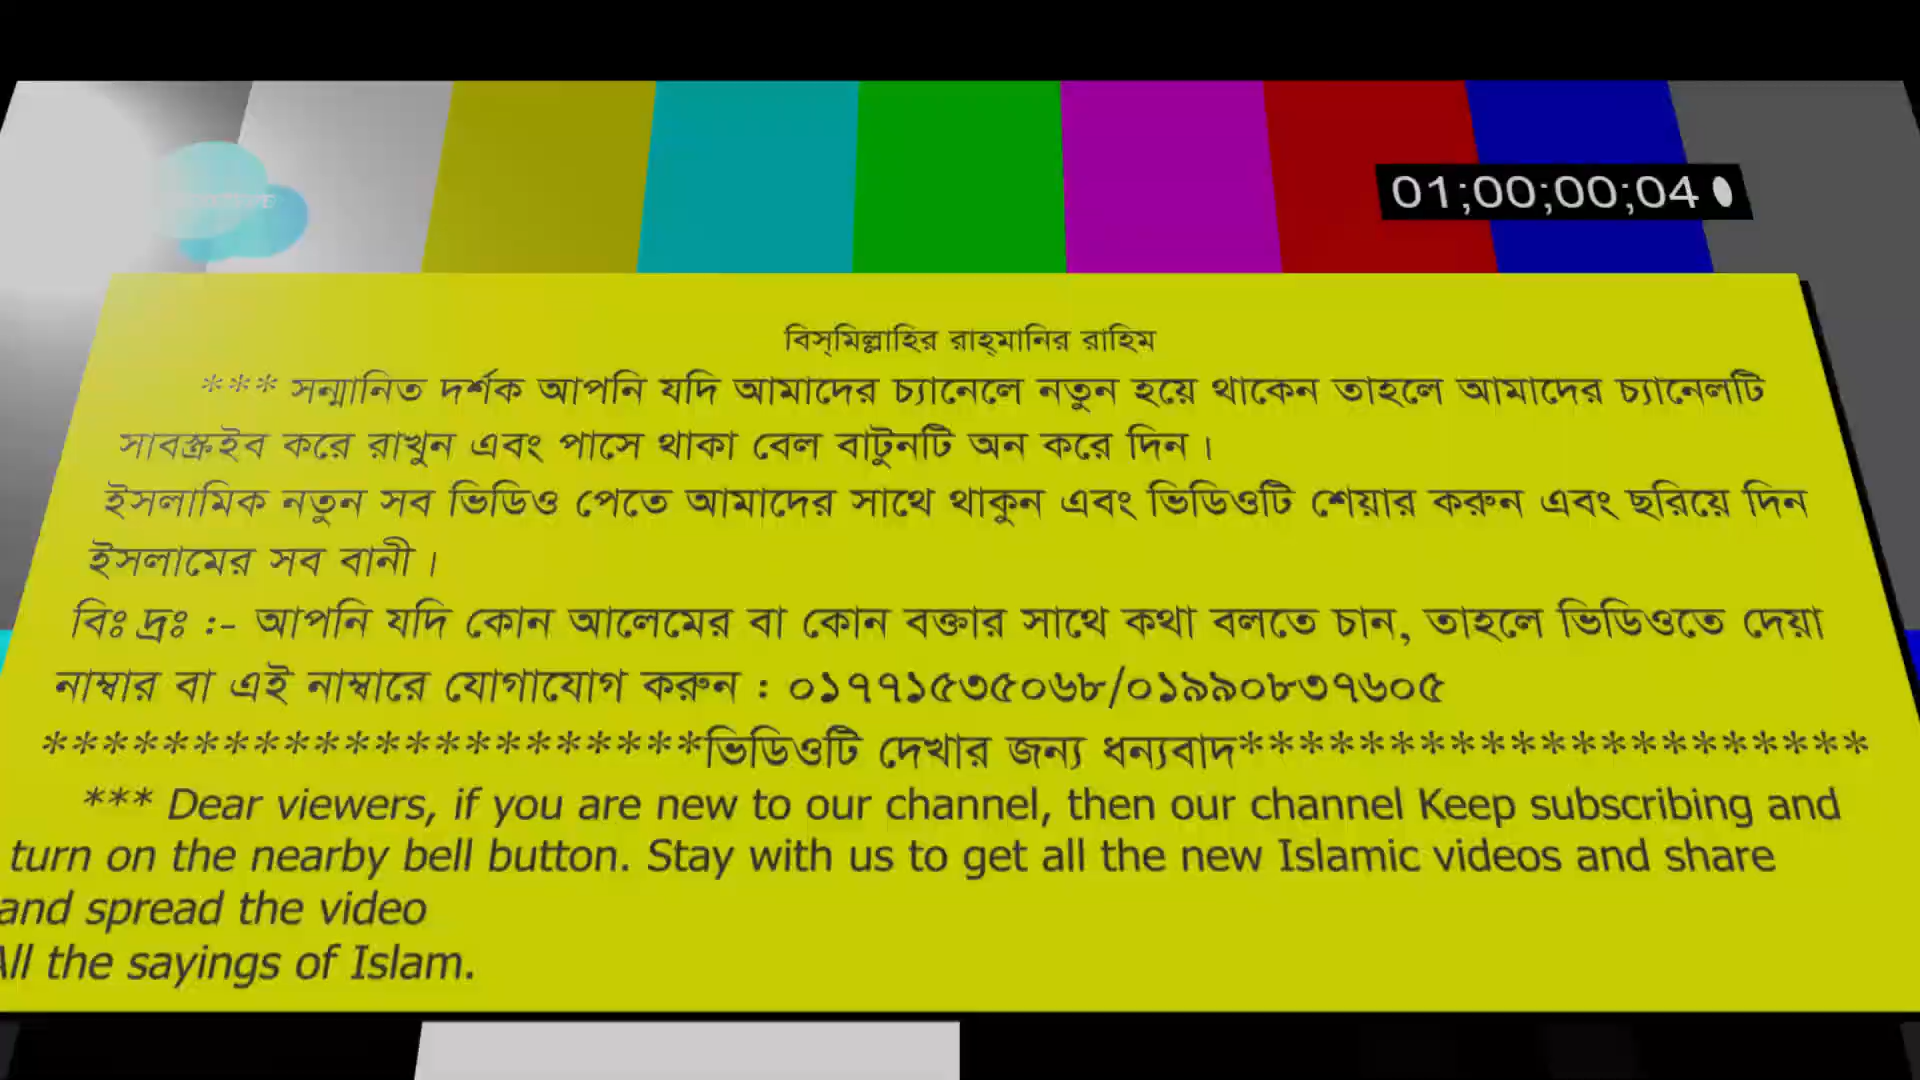 01;00;00;04
বিস্‌মিল্লাহির রাহ্‌মানির রাহিম
*** সন্মানিত দর্শক আপনি যদি আমাদের চ্যানেলে নতুন হয়ে থাকেন তাহলে আমাদের চ্যানেলটি
সাবস্ক্রইব করে রাখুন এবং পাসে থাকা বেল বাটুনটি অন করে দিন।
ইসলামিক নতুন সব ভিডিও পেতে আমাদের সাথে থাকুন এবং ভিডিওটি শেয়ার করুন এবং ছরিয়ে দিন
ইসলামের সব বানী।
বিঃ দ্রঃ :- আপনি যদি কোন আলেমের বা কোন বক্তার সাথে কথা বলতে চান, তাহলে ভিডিওতে দেয়া
নাম্বার বা এই নাম্বারে যোগাযোগ করুন : ০১৭৭১৫৩৫০৬৮/০১৯৯০৮৩৭৬০৫
**********************ভিডিওটি দেখার জন্য ধন্যবাদ*********************
*** Dear viewers, if you are new to our channel, then our channel Keep subscribing and
turn on the nearby bell button. Stay with us to get all the new Islamic videos and share
and spread the video
All the sayings of Islam.